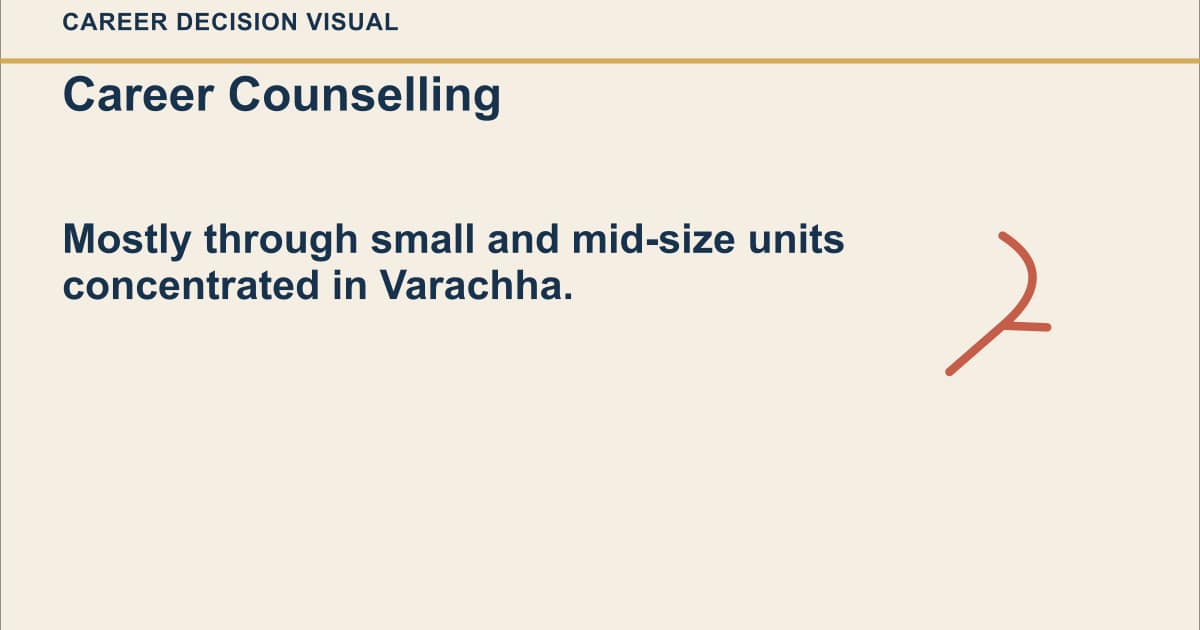 CAREER DECISION VISUAL
Career Counselling
Mostly through small and mid-size units
concentrated in Varachha.